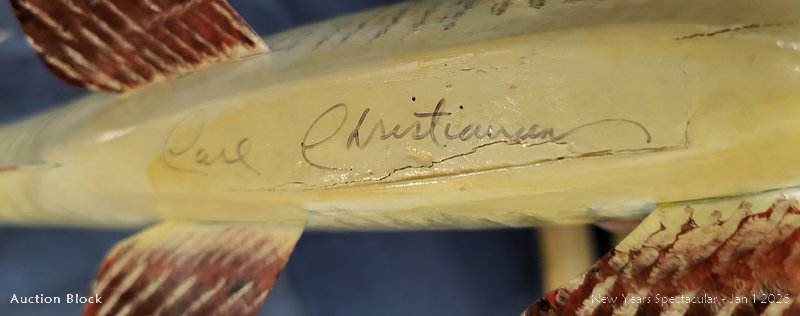 Carl Christiansen
Auction Block
New Years Spectacular - Jan 1 2026